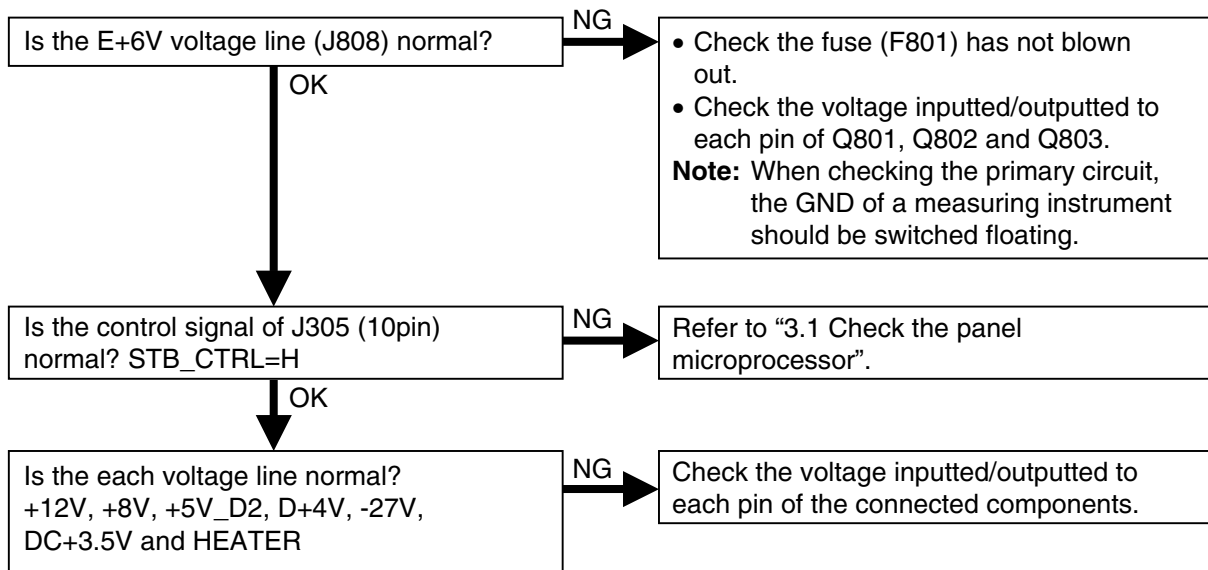 Is the E+6V voltage line (J808) normal?
NG
• Check the fuse (F801) has not blown
out.
• Check the voltage inputted/outputted to
each pin of Q801, Q802 and Q803.
Note: When checking the primary circuit,
the GND of a measuring instrument
should be switched floating.
OK
Is the control signal of J305 (10pin)
normal? STB_CTRL=H
NG
Refer to “3.1 Check the panel
microprocessor”.
OK
Is the each voltage line normal?
+12V, +8V, +5V_D2, D+4V, -27V,
DC+3.5V and HEATER
NG
Check the voltage inputted/outputted to
each pin of the connected components.